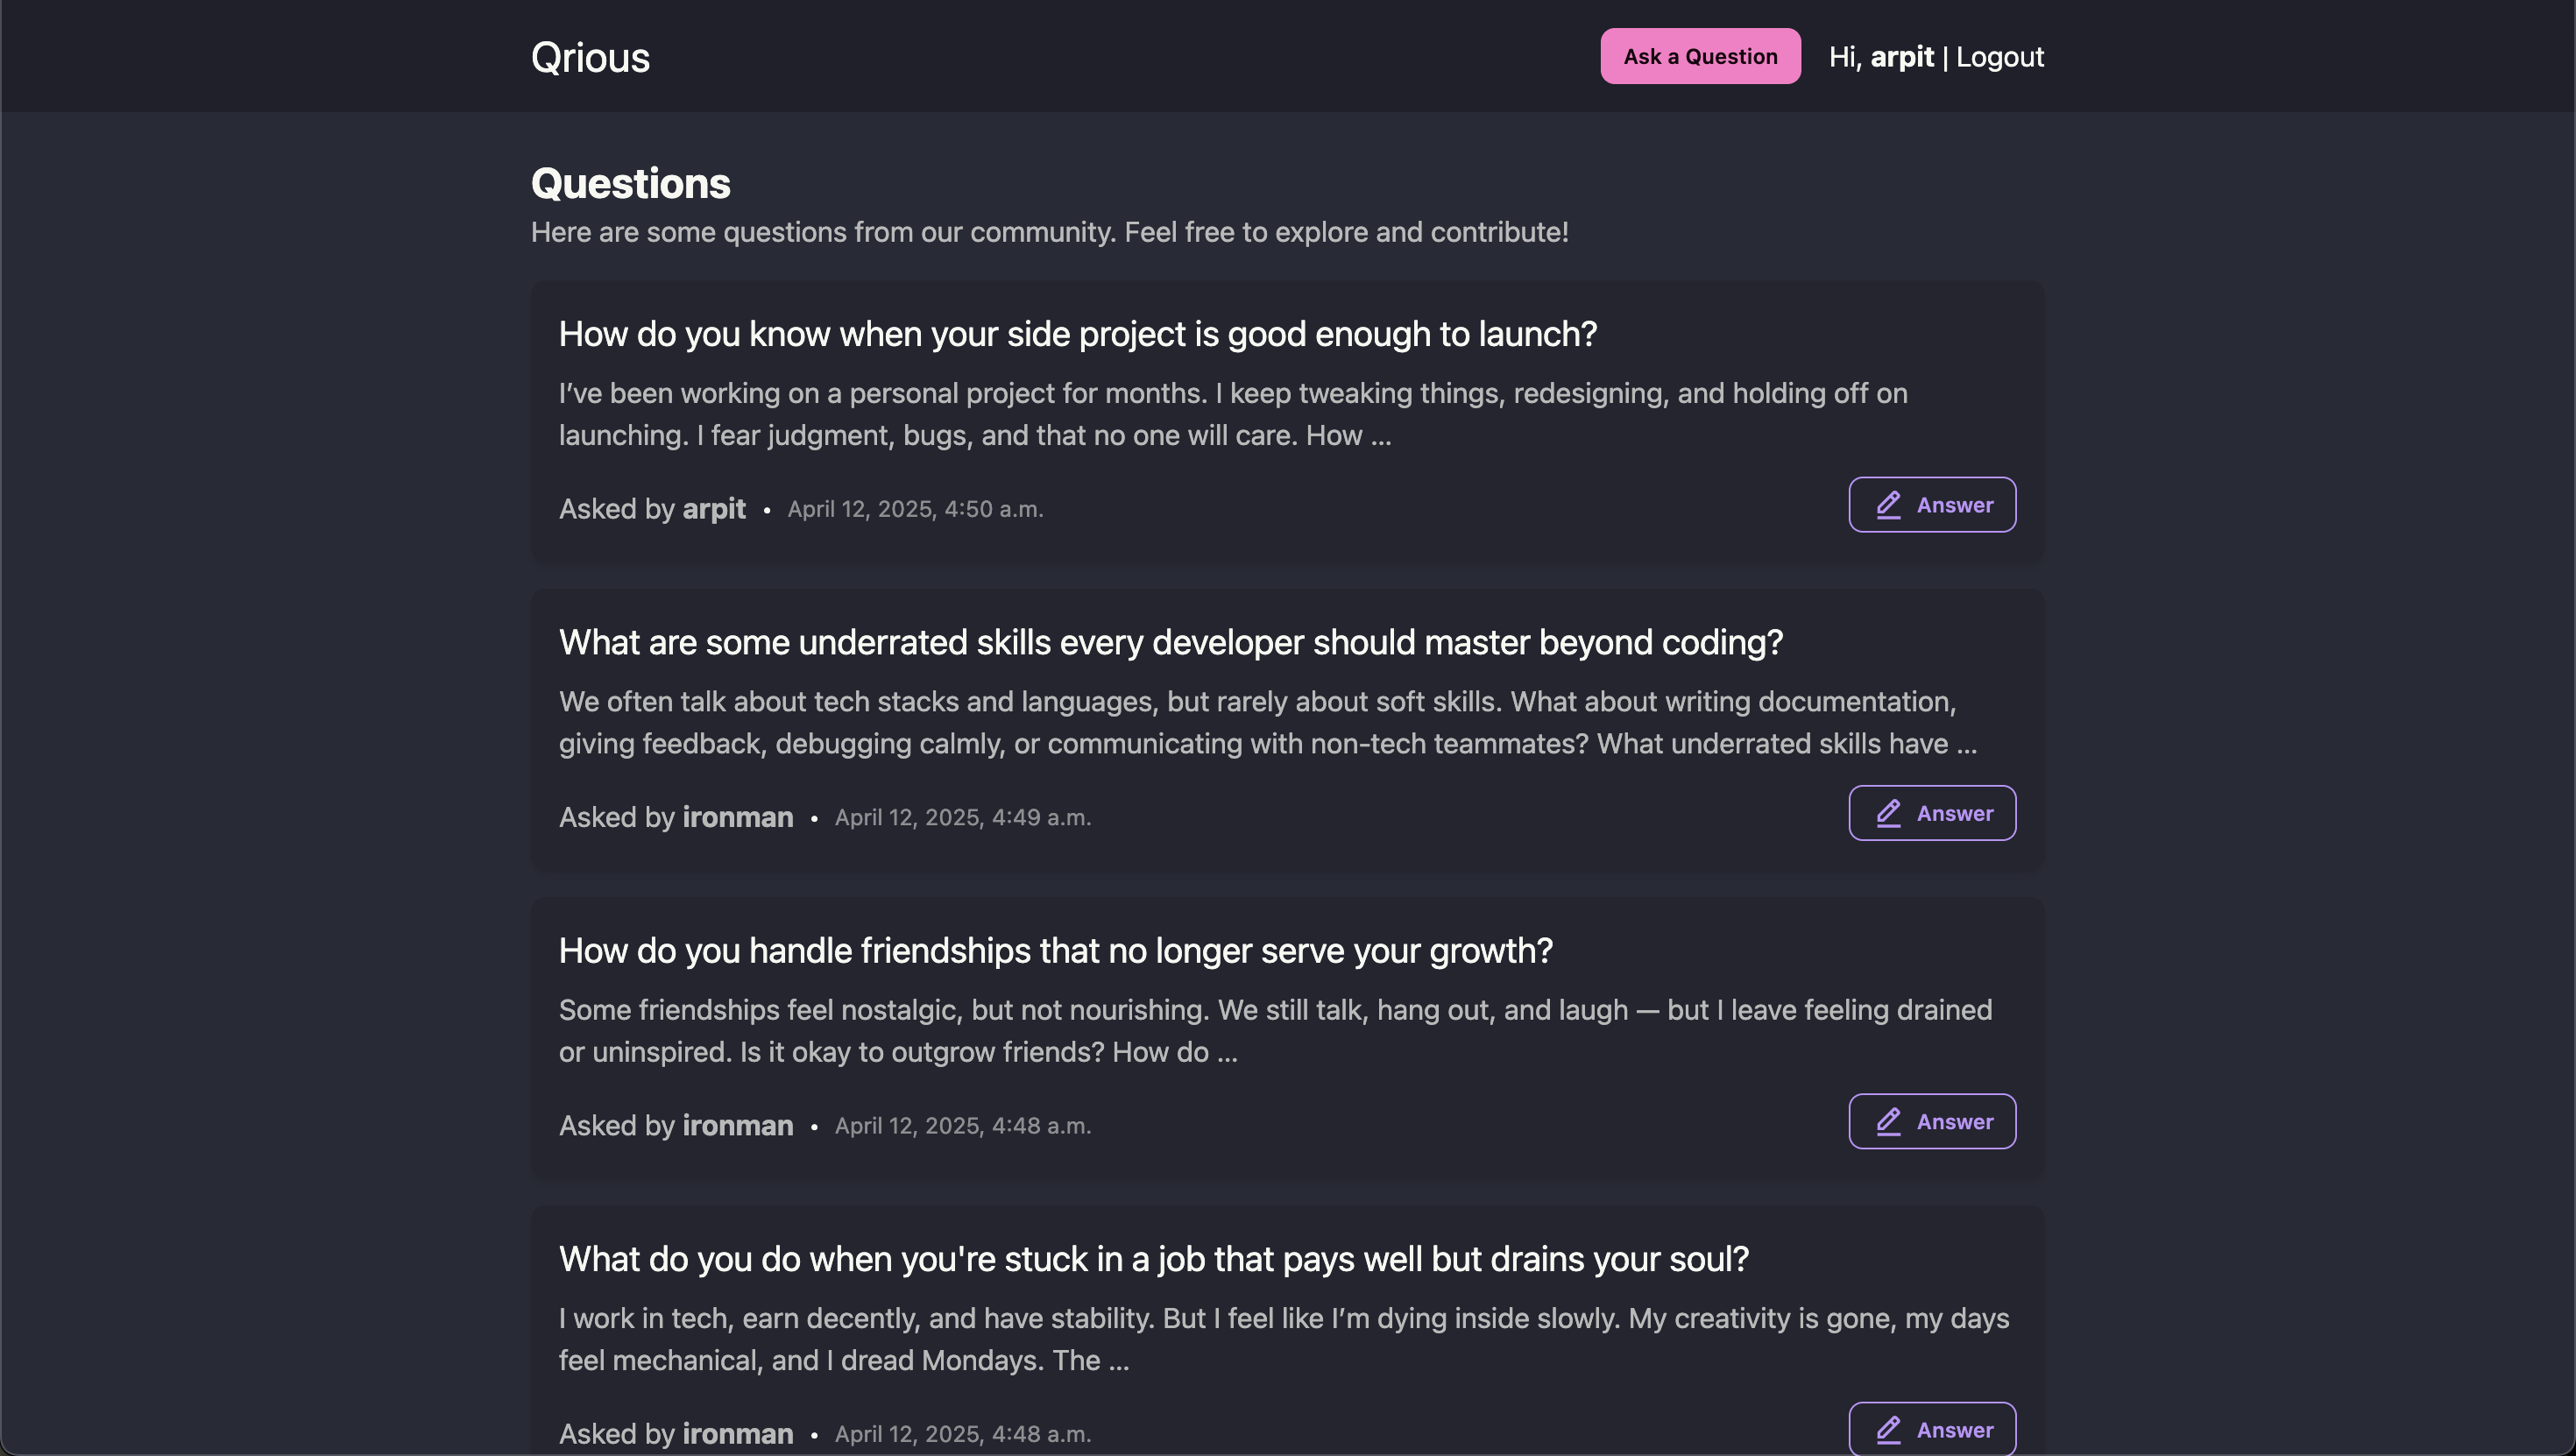 Qrious
Ask a Question
Hi, arpit | Logout
Questions
Here are some questions from our community. Feel free to explore and contribute!
How do you know when your side project is good enough to launch?
I’ve been working on a personal project for months. I keep tweaking things, redesigning, and holding off on
launching. I fear judgment, bugs, and that no one will care. How ...
Asked by arpit • April 12, 2025, 4:50 a.m.
Answer
What are some underrated skills every developer should master beyond coding?
We often talk about tech stacks and languages, but rarely about soft skills. What about writing documentation,
giving feedback, debugging calmly, or communicating with non-tech teammates? What underrated skills have ...
Asked by ironman • April 12, 2025, 4:49 a.m.
Answer
How do you handle friendships that no longer serve your growth?
Some friendships feel nostalgic, but not nourishing. We still talk, hang out, and laugh — but I leave feeling drained
or uninspired. Is it okay to outgrow friends? How do ...
Asked by ironman • April 12, 2025, 4:48 a.m.
Answer
What do you do when you're stuck in a job that pays well but drains your soul?
I work in tech, earn decently, and have stability. But I feel like I’m dying inside slowly. My creativity is gone, my days
feel mechanical, and I dread Mondays. The ...
Asked by ironman • April 12, 2025, 4:48 a.m.
Answer